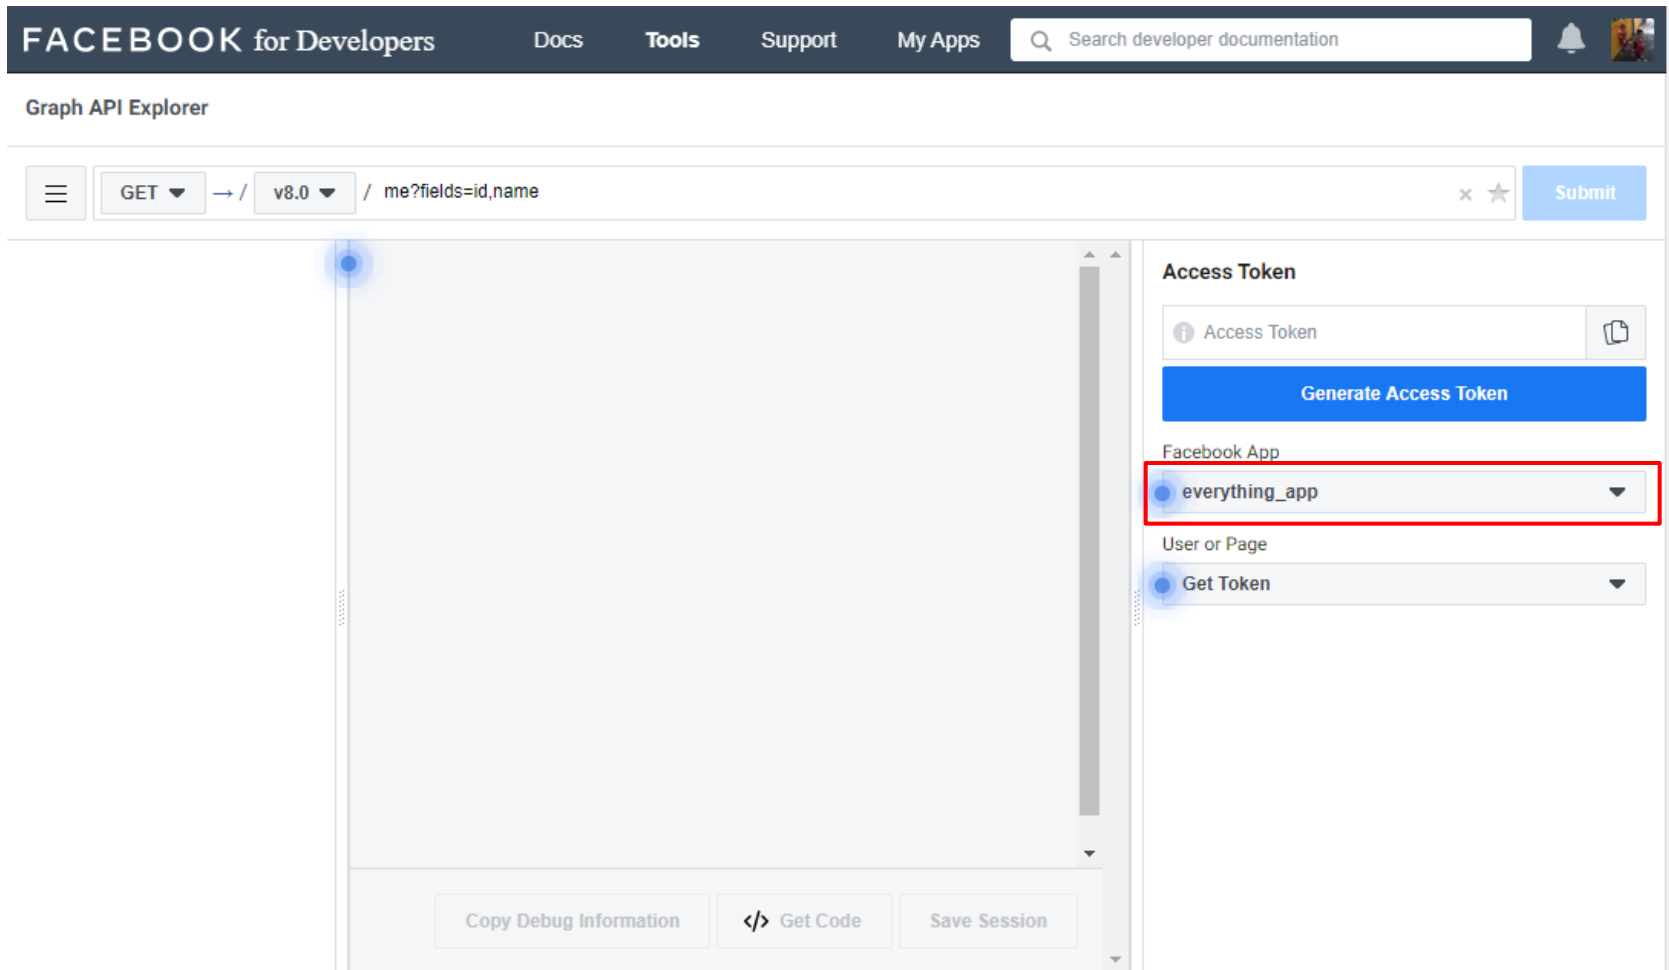 FACEBOOK for Developers Docs Tools Support My Apps Search developer documentation
Graph API Explorer
GET → / v8.0 / me?fields=id,name × Submit
Access Token
Access Token
Generate Access Token
Facebook App
everything_app
User or Page
Get Token
Copy Debug Information </> Get Code Save Session